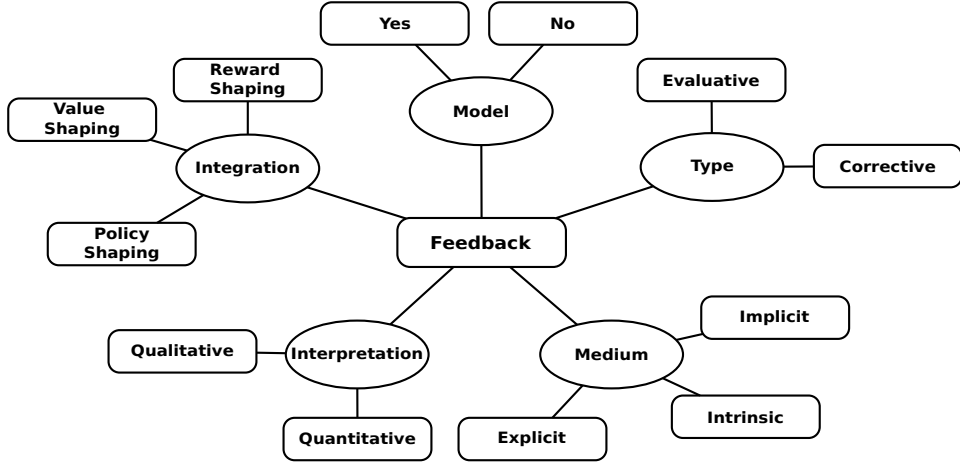 Yes
No
Reward
Shaping
Evaluative
Value
Shaping
Model
Integration
Type
Corrective
Policy
Shaping
Feedback
Implicit
Qualitative
Interpretation
Medium
Intrinsic
Quantitative
Explicit